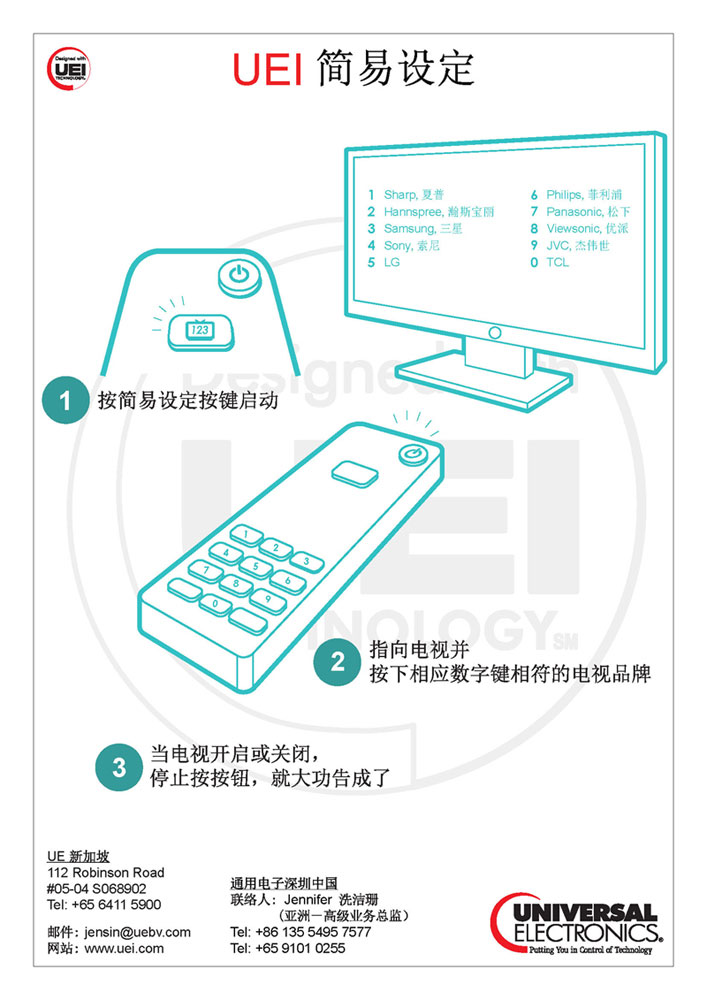 Designed with
UEI
TECHNOLOGY
UEI 简易设定
1 Sharp, 夏普
2 Hannspree, 瀚斯宝丽
3 Samsung, 三星
4 Sony, 索尼
5 LG
6 Philips, 菲利浦
7 Panasonic, 松下
8 Viewsonic, 优派
9 JVC, 杰伟世
0 TCL
123
1 按简易设定按键启动
1 2 3
4 5 6
7 8 9
0
Designed with
UEI
TECHNOLOGY SM
2 指向电视并
按下相应数字键相符的电视品牌
3 当电视开启或关闭，
停止按按钮，就大功告成了
UE 新加坡
112 Robinson Road
#05-04 S068902
Tel: +65 6411 5900
邮件：jensin@uebv.com
网站：www.uei.com
通用电子深圳中国
联络人：Jennifer 冼洁珊
（亚洲－高级业务总监）
Tel: +86 135 5495 7577
Tel: +65 9101 0255
UNIVERSAL
ELECTRONICS®
Putting You in Control of Technology